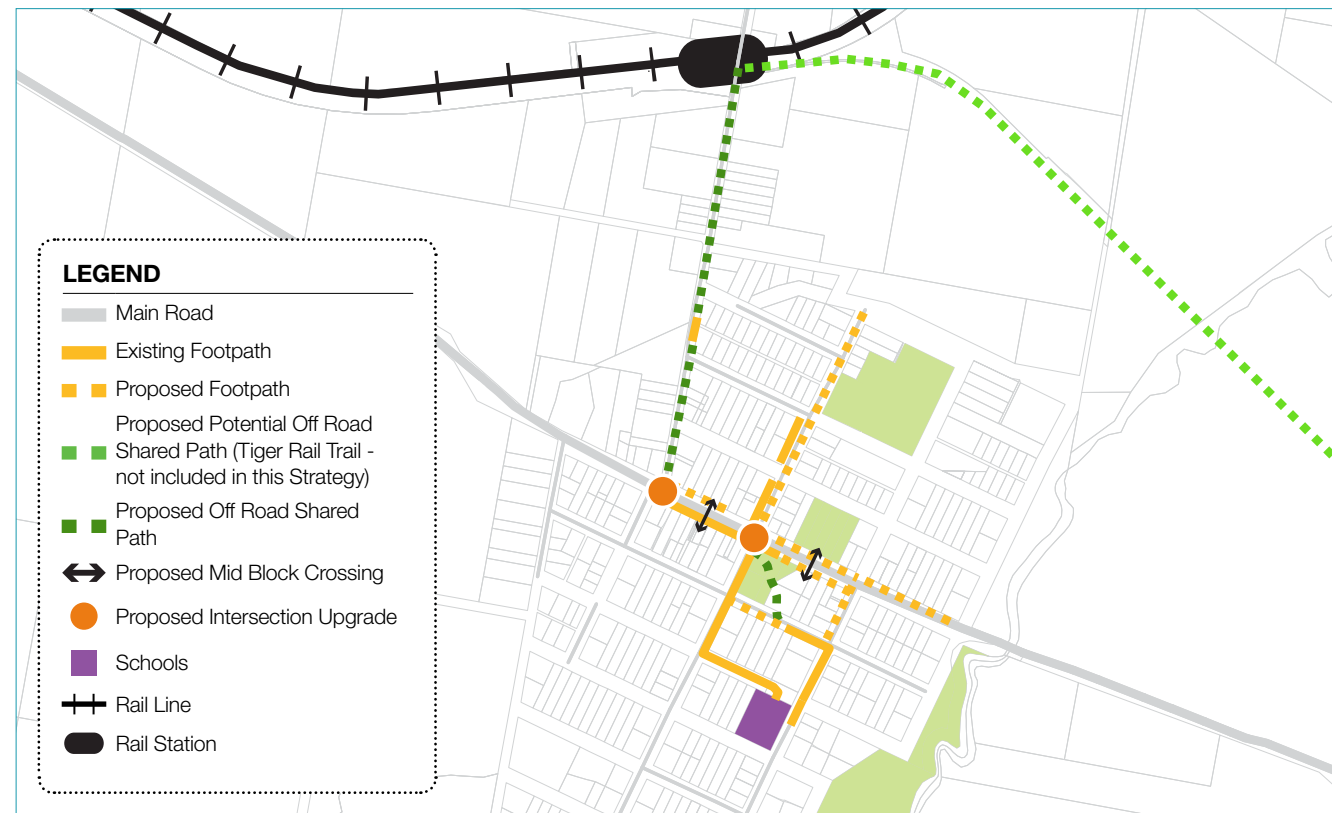 LEGEND
Main Road
Existing Footpath
Proposed Footpath
Proposed Potential Off Road
Shared Path (Tiger Rail Trail -
not included in this Strategy)
Proposed Off Road Shared
Path
Proposed Mid Block Crossing
Proposed Intersection Upgrade
Schools
Rail Line
Rail Station